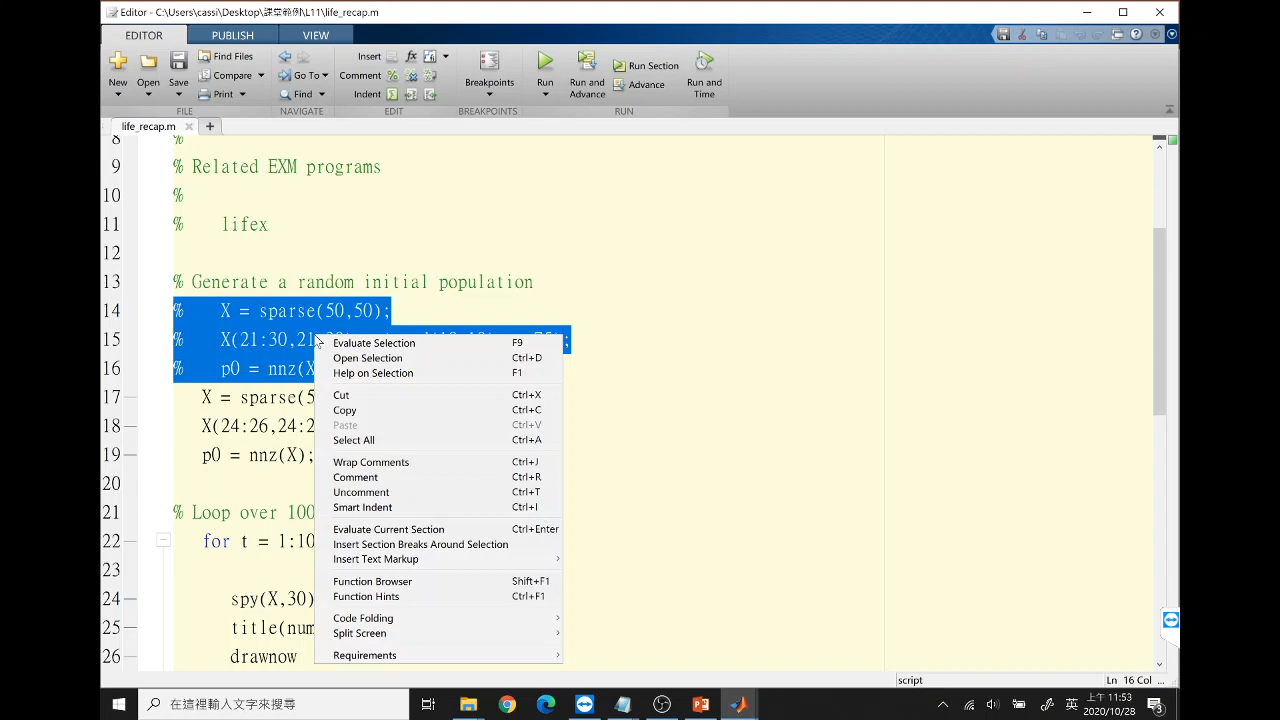 Editor - C:\Users\cassi\Desktop\課堂範例\L11\life_recap.m
EDITOR PUBLISH VIEW
New Open Save Find Files Compare Print
Go To Find
Insert fx Comment Indent
Breakpoints
Run Run and Advance Run Section Advance Run and Time
FILE NAVIGATE EDIT BREAKPOINTS RUN
life_recap.m
8 %
9 % Related EXM programs
10 %
11 % lifex
12
13 % Generate a random initial population
14 % X = sparse(50,50);
15 % X(21:30,21
16 % p0 = nnz(X
17 X = sparse(5
18 X(24:26,24:2
19 p0 = nnz(X);
20
21 % Loop over 100
22 for t = 1:10
23
24 spy(X,30)
25 title(num
26 drawnow
Evaluate Selection F9
Open Selection Ctrl+D
Help on Selection F1
Cut Ctrl+X
Copy Ctrl+C
Paste Ctrl+V
Select All Ctrl+A
Wrap Comments Ctrl+J
Comment Ctrl+R
Uncomment Ctrl+T
Smart Indent Ctrl+I
Evaluate Current Section Ctrl+Enter
Insert Section Breaks Around Selection
Insert Text Markup
Function Browser Shift+F1
Function Hints Ctrl+F1
Code Folding
Split Screen
Requirements
script Ln 16 Col ...
在這裡輸入文字來搜尋
英 上午 11:53
2020/10/28
3